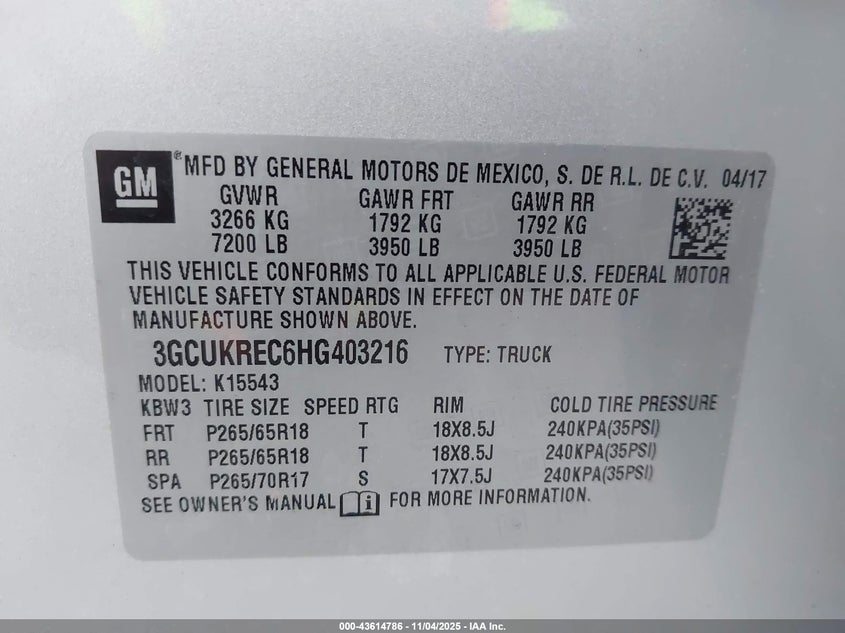 GM ® MFD BY GENERAL MOTORS DE MEXICO, S. DE R.L. DE C.V. 04/17
GVWR GAWR FRT GAWR RR
3266 KG 1792 KG 1792 KG
7200 LB 3950 LB 3950 LB
THIS VEHICLE CONFORMS TO ALL APPLICABLE U.S. FEDERAL MOTOR
VEHICLE SAFETY STANDARDS IN EFFECT ON THE DATE OF
MANUFACTURE SHOWN ABOVE.
3GCUKREC6HG403216 TYPE: TRUCK
MODEL: K15543
KBW3 TIRE SIZE SPEED RTG RIM COLD TIRE PRESSURE
FRT P265/65R18 T 18X8.5J 240KPA(35PSI)
RR P265/65R18 T 18X8.5J 240KPA(35PSI)
SPA P265/70R17 S 17X7.5J 240KPA(35PSI)
SEE OWNER'S MANUAL i FOR MORE INFORMATION.
000-43614786 - 11/04/2025 - IAA Inc.